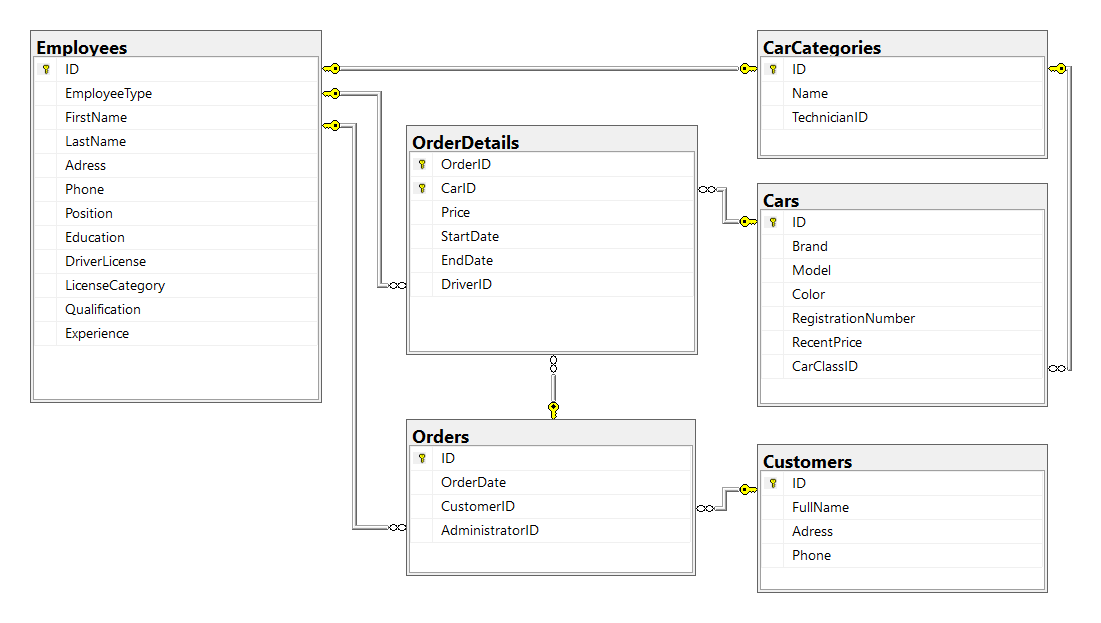 Employees
ID
EmployeeType
FirstName
LastName
Adress
Phone
Position
Education
DriverLicense
LicenseCategory
Qualification
Experience
OrderDetails
OrderID
CarID
Price
StartDate
EndDate
DriverID
Orders
ID
OrderDate
CustomerID
AdministratorID
CarCategories
ID
Name
TechnicianID
Cars
ID
Brand
Model
Color
RegistrationNumber
RecentPrice
CarClassID
Customers
ID
FullName
Adress
Phone